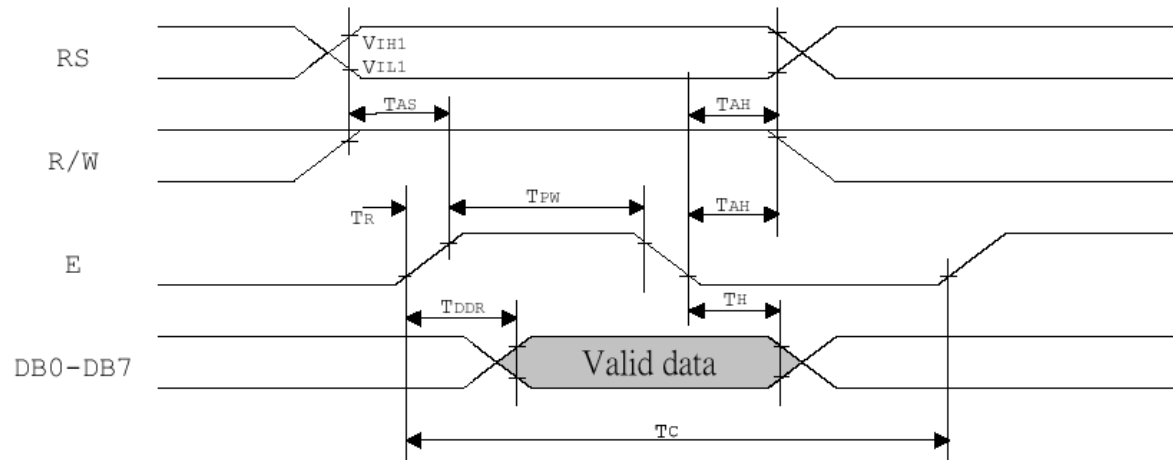 RS
VIH1
VIL1
TAS
TAH
R/W
TPW
TR
TAH
E
TDDR
TH
DB0-DB7
Valid data
TC